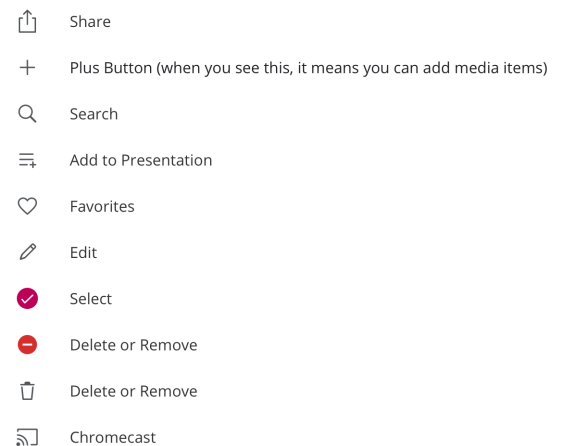 Share
Plus Button (when you see this, it means you can add media items)
Search
Add to Presentation
Favorites
Edit
Select
Delete or Remove
Delete or Remove
Chromecast